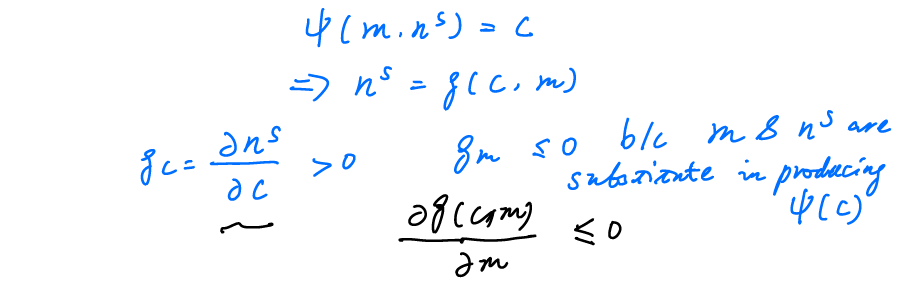 ψ(m, n^s) = c
=> n^s = g(c, m)
g_c = ∂n^s/∂c > 0    g_m ≤ 0 b/c m & n^s are
substitute in producing
ψ(c)
∂g(c,m)/∂m ≤ 0